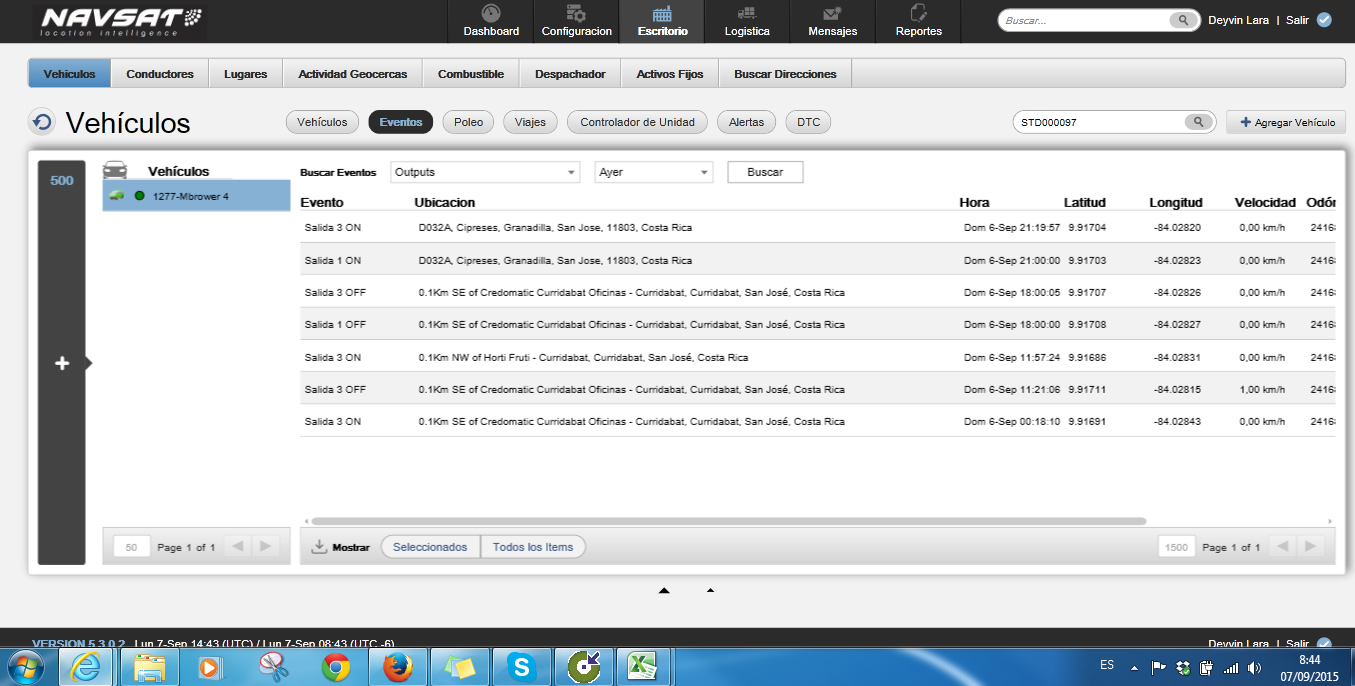 NAVSAT
location intelligence
Dashboard Configuracion Escritorio Logistica Mensajes Reportes
Buscar... Deyvin Lara | Salir
Vehiculos Conductores Lugares Actividad Geocercas Combustible Despachador Activos Fijos Buscar Direcciones
Vehículos
Vehículos Eventos Poleo Viajes Controlador de Unidad Alertas DTC
STD000097 Agregar Vehículo
500
Vehículos
1277-Mbrower 4
Buscar Eventos Outputs Ayer Buscar
Evento Ubicacion Hora Latitud Longitud Velocidad Odór
Salida 3 ON D032A, Cipreses, Granadilla, San Jose, 11803, Costa Rica Dom 6-Sep 21:19:57 9.91704 -84.02820 0,00 km/h 2416
Salida 1 ON D032A, Cipreses, Granadilla, San Jose, 11803, Costa Rica Dom 6-Sep 21:00:00 9.91703 -84.02823 0,00 km/h 2416
Salida 3 OFF 0.1Km SE of Credomatic Curridabat Oficinas - Curridabat, Curridabat, San José, Costa Rica Dom 6-Sep 18:00:05 9.91707 -84.02826 0,00 km/h 2416
Salida 1 OFF 0.1Km SE of Credomatic Curridabat Oficinas - Curridabat, Curridabat, San José, Costa Rica Dom 6-Sep 18:00:00 9.91708 -84.02827 0,00 km/h 2416
Salida 3 ON 0.1Km NW of Horti Fruti - Curridabat, Curridabat, San José, Costa Rica Dom 6-Sep 11:57:24 9.91686 -84.02831 0,00 km/h 2416
Salida 3 OFF 0.1Km SE of Credomatic Curridabat Oficinas - Curridabat, Curridabat, San José, Costa Rica Dom 6-Sep 11:21:06 9.91711 -84.02815 1,00 km/h 2416
Salida 3 ON 0.1Km SE of Credomatic Curridabat Oficinas - Curridabat, Curridabat, San José, Costa Rica Dom 6-Sep 00:18:10 9.91691 -84.02843 0,00 km/h 2416
50 Page 1 of 1
Mostrar Seleccionados Todos los Items
1500 Page 1 of 1
VERSION 5.3.0.2 Lun 7-Sep 14:43 (UTC) / Lun 7-Sep 08:43 (UTC -6) Deyvin Lara | Salir
ES
8:44
07/09/2015